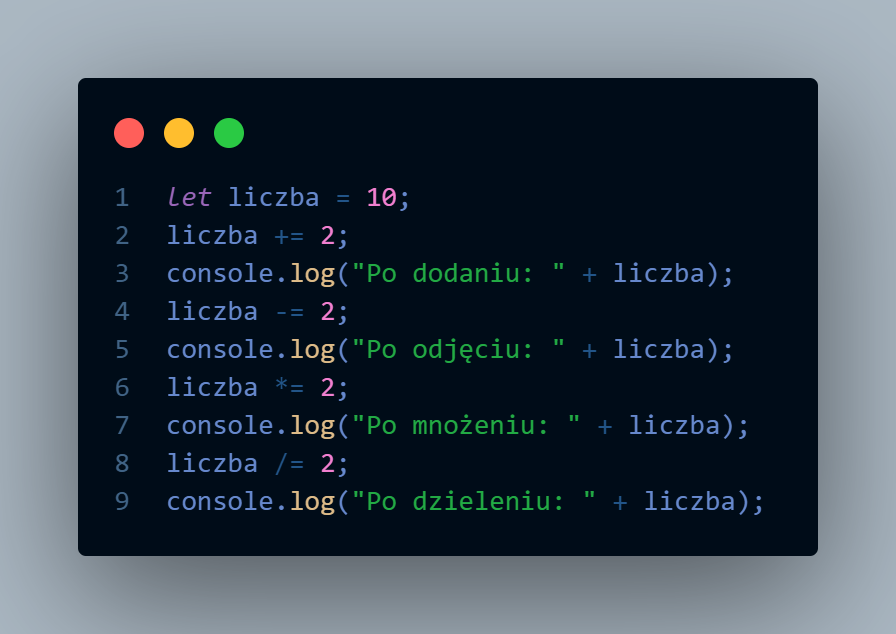 1 let liczba = 10;
2 liczba += 2;
3 console.log("Po dodaniu: " + liczba);
4 liczba -= 2;
5 console.log("Po odjęciu: " + liczba);
6 liczba *= 2;
7 console.log("Po mnożeniu: " + liczba);
8 liczba /= 2;
9 console.log("Po dzieleniu: " + liczba);